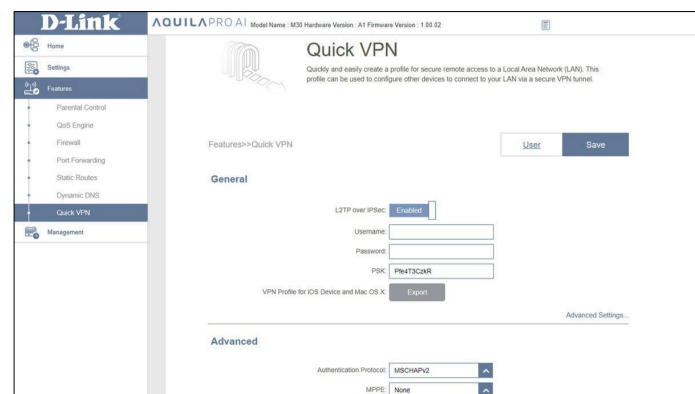 D-Link
AQUILA PRO AI Model Name : M30 Hardware Version : A1 Firmware Version : 1.00.02
Home
Settings
Features
Parental Control
QoS Engine
Firewall
Port Forwarding
Static Routes
Dynamic DNS
Quick VPN
Management
Quick VPN
Quickly and easily create a profile for secure remote access to a Local Area Network (LAN). This
profile can be used to configure other devices to connect to your LAN via a secure VPN tunnel.
Features>>Quick VPN
User
Save
General
L2TP over IPSec: Enabled
Username:
Password:
PSK: Pfe4T3CzkR
VPN Profile for iOS Device and Mac OS X: Export
Advanced Settings...
Advanced
Authentication Protocol: MSCHAPv2
MPPE: None